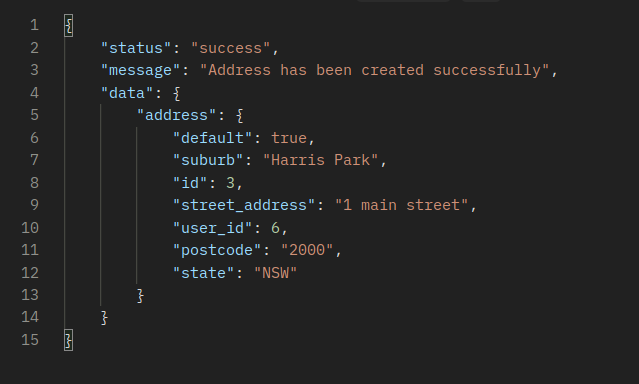 1 {
2     "status": "success",
3     "message": "Address has been created successfully",
4     "data": {
5         "address": {
6             "default": true,
7             "suburb": "Harris Park",
8             "id": 3,
9             "street_address": "1 main street",
10             "user_id": 6,
11             "postcode": "2000",
12             "state": "NSW"
13         }
14     }
15 }